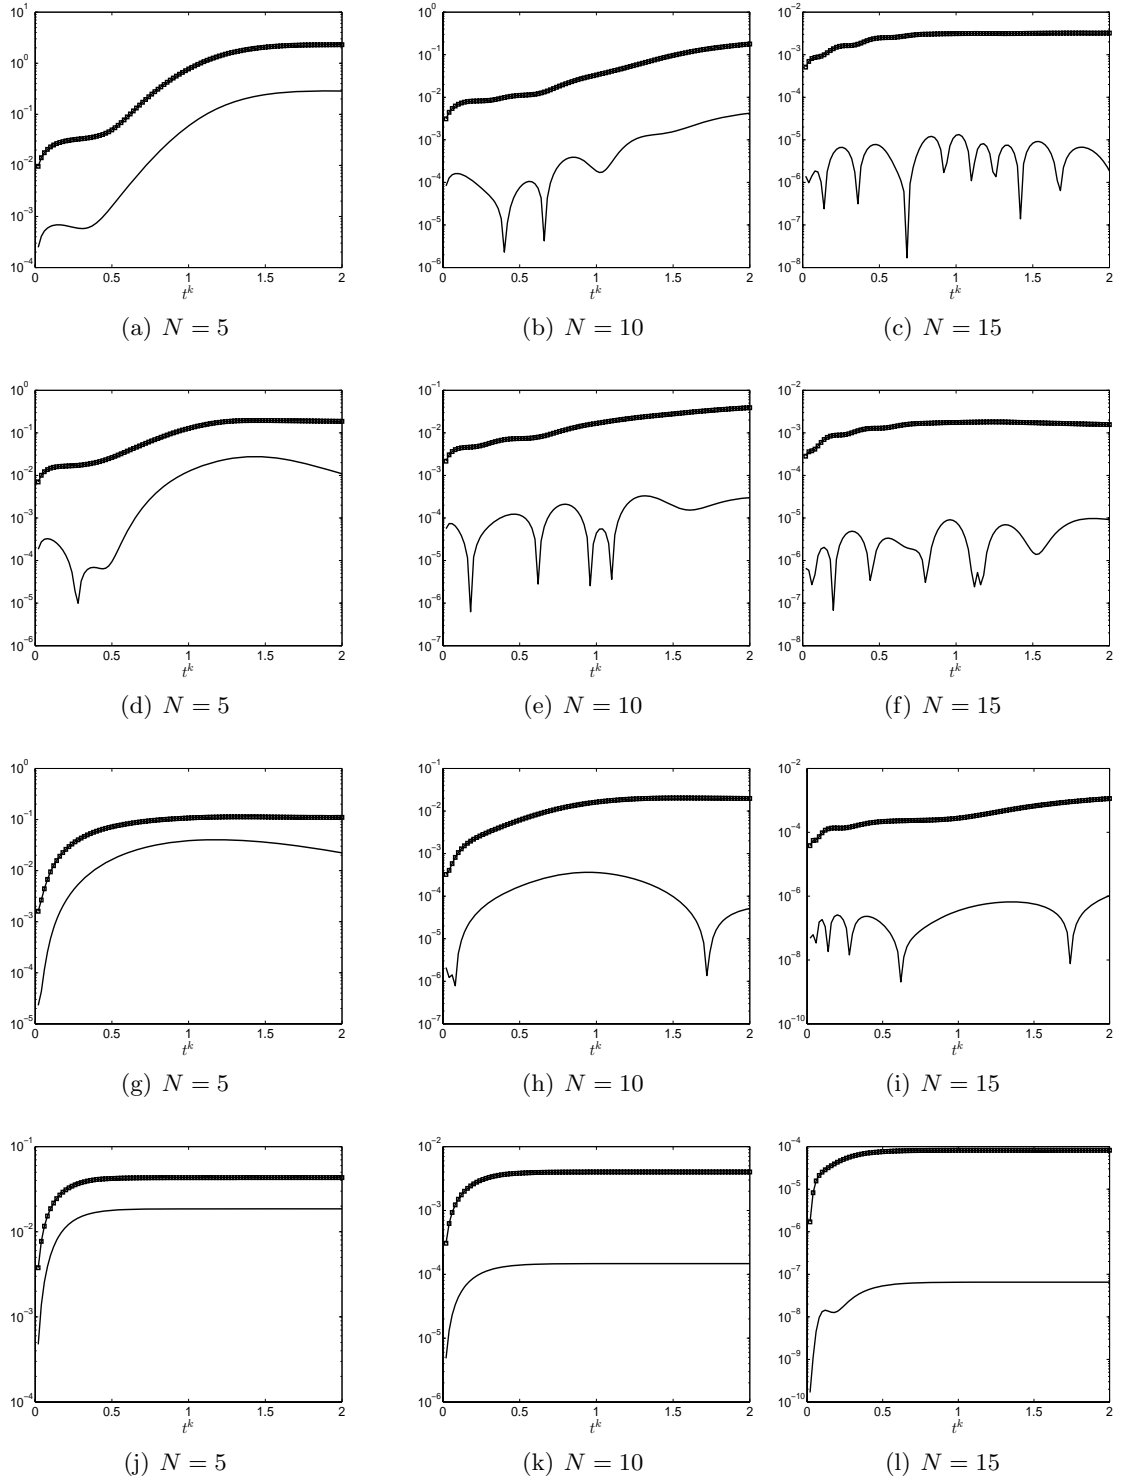 10^1
10^0
10^−1
10^−2
10^−3
10^−4
0 0.5 1 1.5 2
t^k
(a) N = 5
10^0
10^−1
10^−2
10^−3
10^−4
10^−5
10^−6
0 0.5 1 1.5 2
t^k
(b) N = 10
10^−2
10^−3
10^−4
10^−5
10^−6
10^−7
10^−8
0 0.5 1 1.5 2
t^k
(c) N = 15
10^0
10^−1
10^−2
10^−3
10^−4
10^−5
10^−6
0 0.5 1 1.5 2
t^k
(d) N = 5
10^−1
10^−2
10^−3
10^−4
10^−5
10^−6
10^−7
0 0.5 1 1.5 2
t^k
(e) N = 10
10^−2
10^−3
10^−4
10^−5
10^−6
10^−7
10^−8
0 0.5 1 1.5 2
t^k
(f) N = 15
10^0
10^−1
10^−2
10^−3
10^−4
10^−5
0 0.5 1 1.5 2
t^k
(g) N = 5
10^−1
10^−2
10^−3
10^−4
10^−5
10^−6
10^−7
0 0.5 1 1.5 2
t^k
(h) N = 10
10^−2
10^−4
10^−6
10^−8
10^−10
0 0.5 1 1.5 2
t^k
(i) N = 15
10^−1
10^−2
10^−3
10^−4
0 0.5 1 1.5 2
t^k
(j) N = 5
10^−2
10^−3
10^−4
10^−5
10^−6
0 0.5 1 1.5 2
t^k
(k) N = 10
10^−4
10^−5
10^−6
10^−7
10^−8
10^−9
10^−10
0 0.5 1 1.5 2
t^k
(l) N = 15